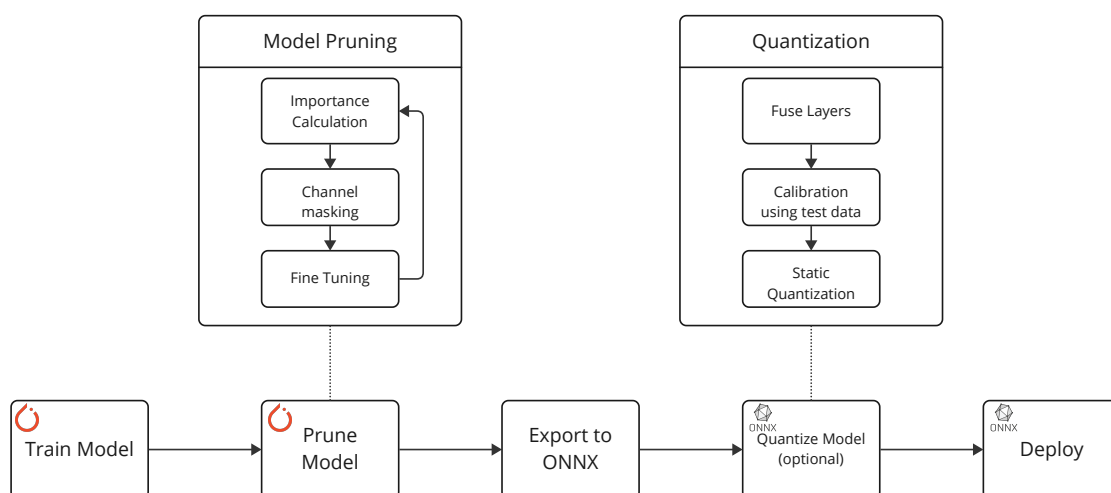 Model Pruning
Importance
Calculation
Channel
masking
Fine Tuning
Quantization
Fuse Layers
Calibration
using test data
Static
Quantization
Train Model
Prune
Model
Export to
ONNX
ONNX
Quantize Model
(optional)
ONNX
Deploy